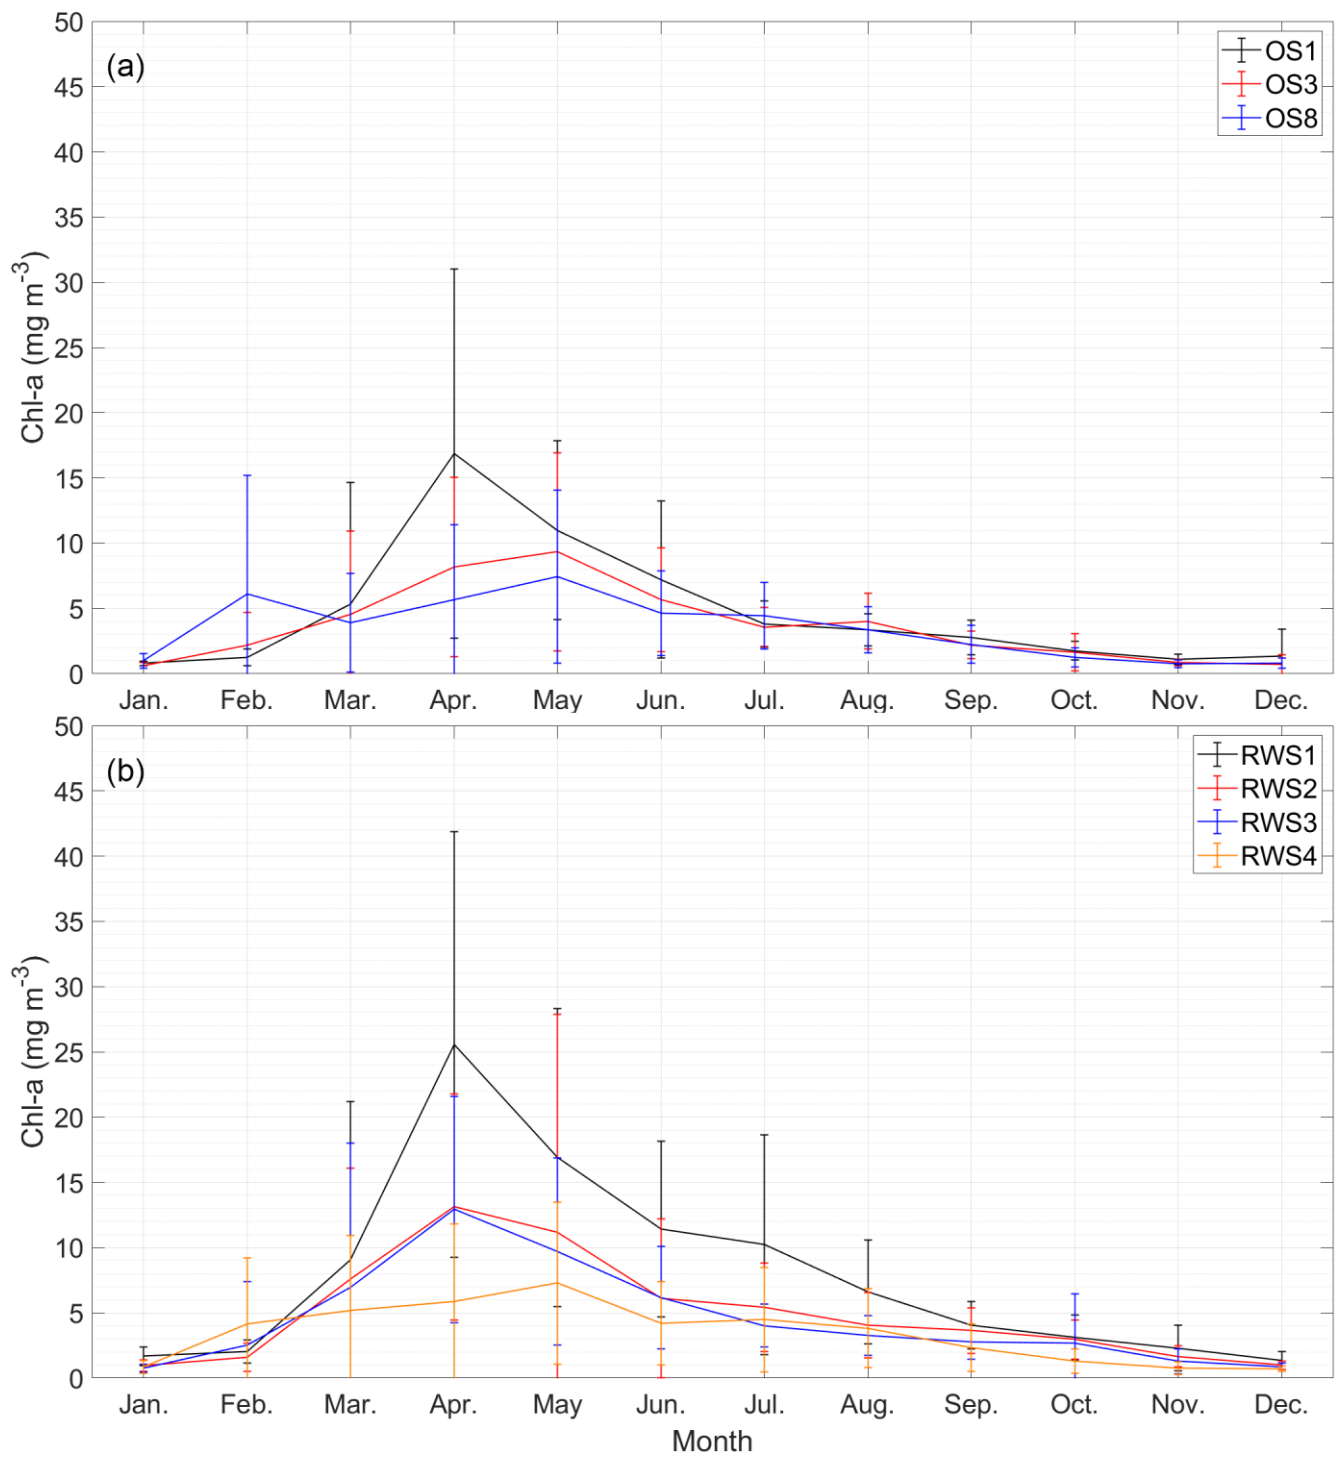 (a)
OS1
OS3
OS8
50
45
40
35
30
25
20
15
10
5
0
Chl-a (mg m⁻³)
Jan. Feb. Mar. Apr. May Jun. Jul. Aug. Sep. Oct. Nov. Dec.
(b)
RWS1
RWS2
RWS3
RWS4
50
45
40
35
30
25
20
15
10
5
0
Chl-a (mg m⁻³)
Jan. Feb. Mar. Apr. May Jun. Jul. Aug. Sep. Oct. Nov. Dec.
Month